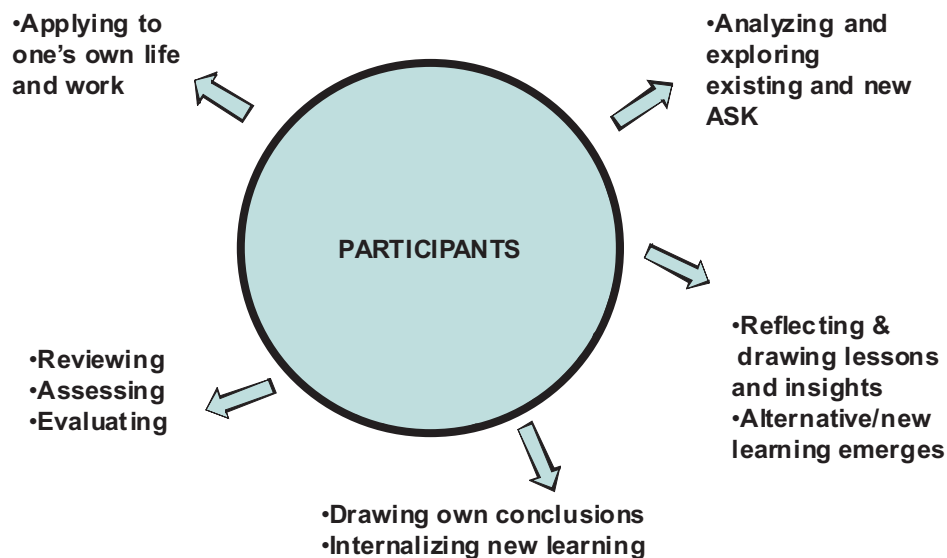 •Applying to
one’s own life
and work
•Analyzing and
exploring
existing and new
ASK
PARTICIPANTS
•Reflecting &
drawing lessons
and insights
•Alternative/new
learning emerges
•Reviewing
•Assessing
•Evaluating
•Drawing own conclusions
•Internalizing new learning